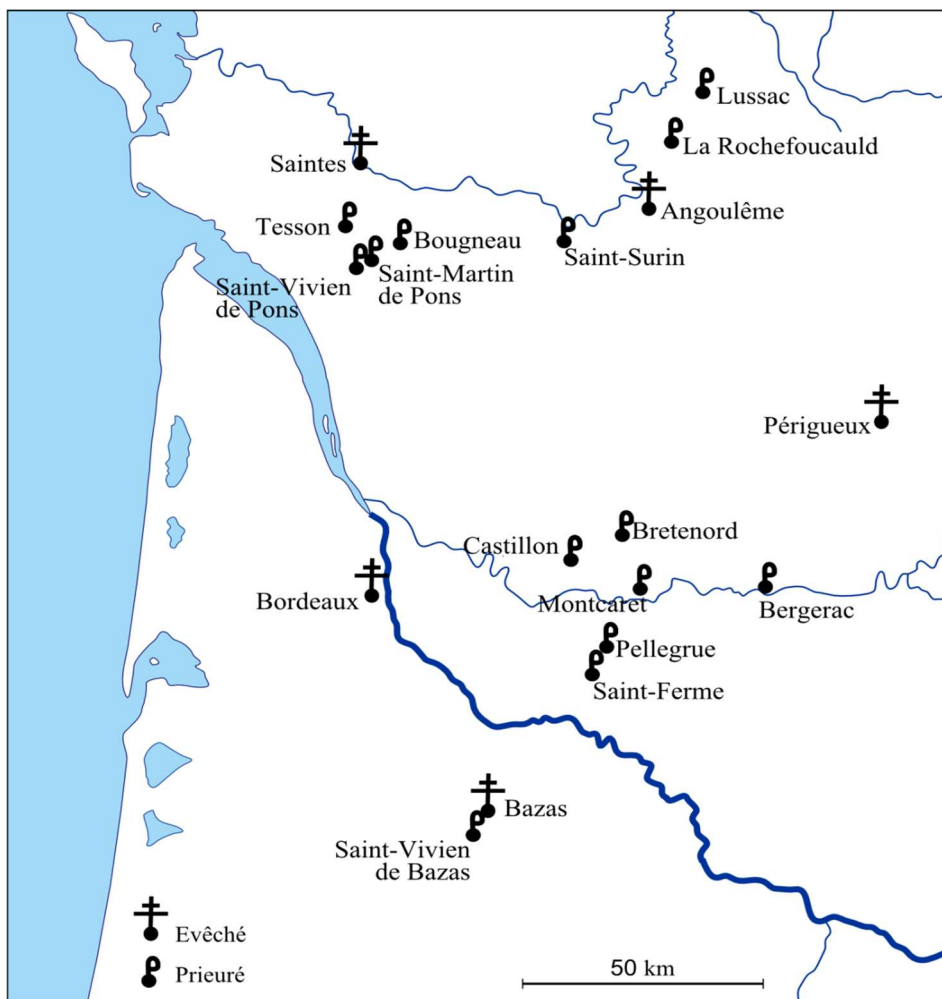 Lussac
La Rochefoucauld
Saintes
Angoulême
Tesson
Bougneau
Saint-Surin
Saint-Martin
de Pons
Saint-Vivien
de Pons
Périgueux
Bretenord
Castillon
Montcaret
Bergerac
Bordeaux
Pellegrue
Saint-Ferme
Bazas
Saint-Vivien
de Bazas
Evêché
Prieuré
50 km